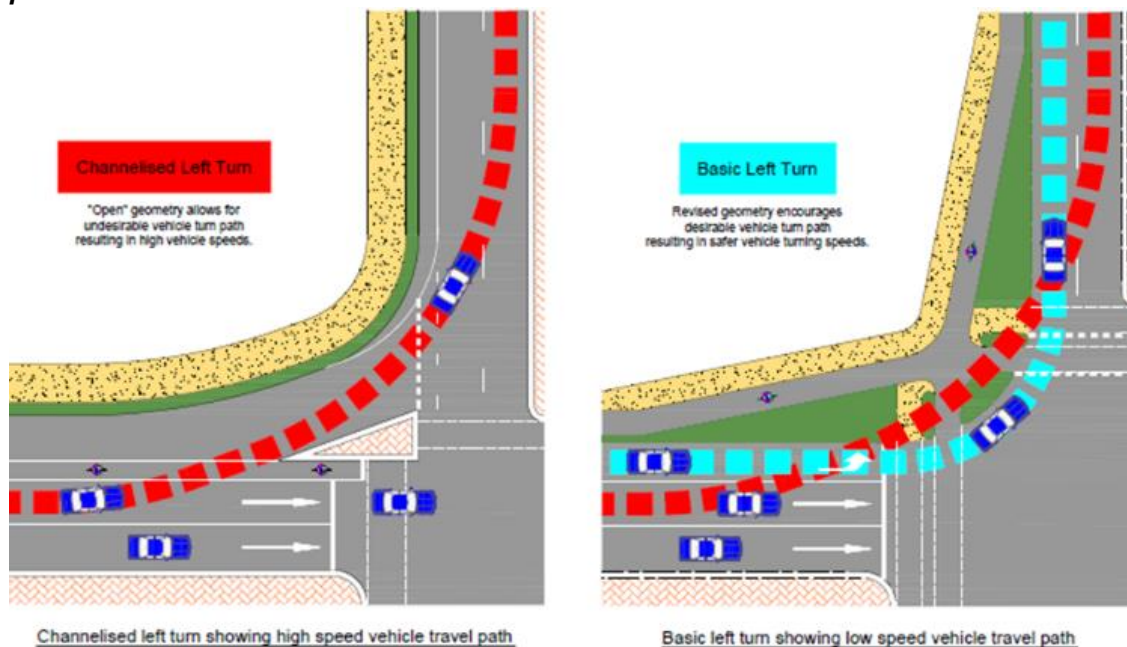 Channelised Left Turn
"Open" geometry allows for
undesirable vehicle turn path
resulting in high vehicle speeds.
Basic Left Turn
Revised geometry encourages
desirable vehicle turn path
resulting in safer vehicle turning speeds.
Channelised left turn showing high speed vehicle travel path
Basic left turn showing low speed vehicle travel path